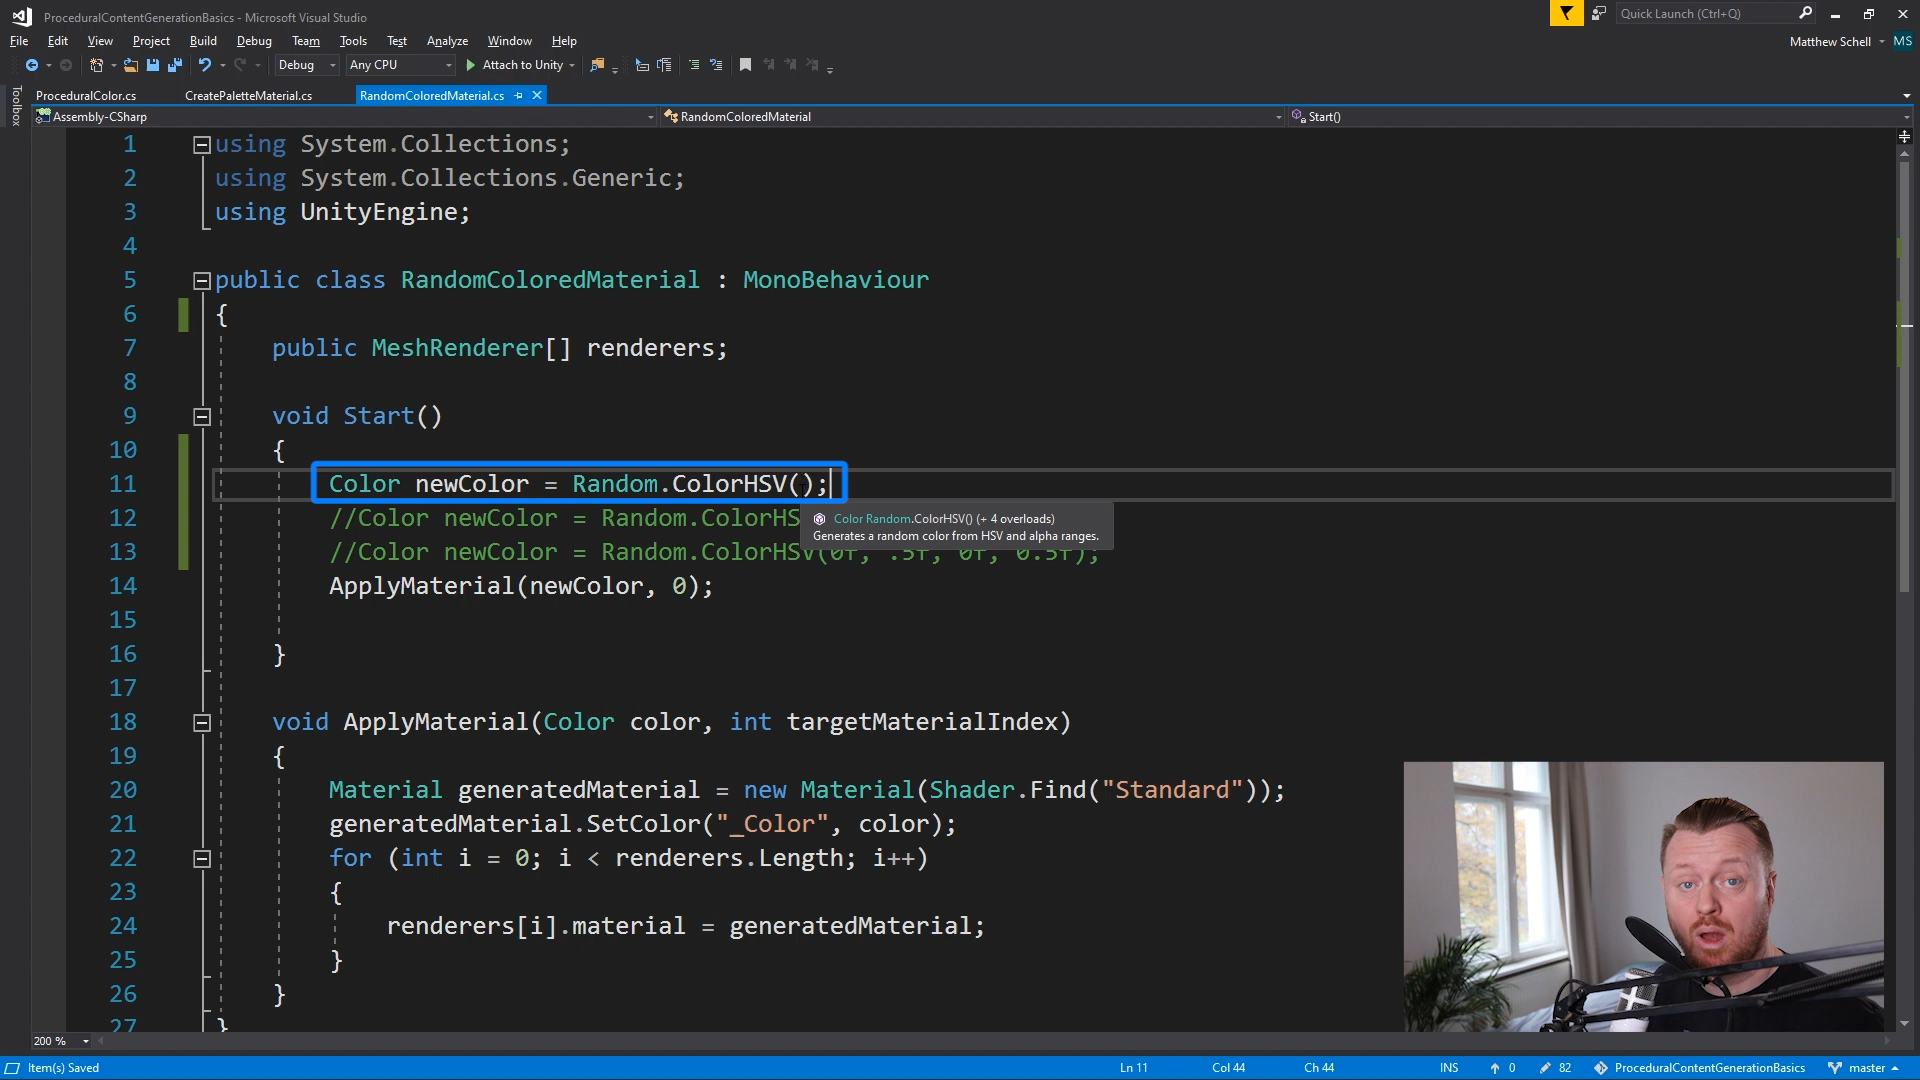 ProceduralContentGenerationBasics - Microsoft Visual Studio
Quick Launch (Ctrl+Q)
File Edit View Project Build Debug Team Tools Test Analyze Window Help
Matthew Schell MS
Debug Any CPU Attach to Unity
Toolbox
ProceduralColor.cs CreatePaletteMaterial.cs RandomColoredMaterial.cs
Assembly-CSharp RandomColoredMaterial Start()
1 using System.Collections;
2 using System.Collections.Generic;
3 using UnityEngine;
4
5 public class RandomColoredMaterial : MonoBehaviour
6 {
7 public MeshRenderer[] renderers;
8
9 void Start()
10 {
11 Color newColor = Random.ColorHSV();
12 //Color newColor = Random.ColorHS
Color Random.ColorHSV() (+ 4 overloads)
Generates a random color from HSV and alpha ranges.
13 //Color newColor = Random.ColorHSV(0f, .5f, 0f, 0.5f);
14 ApplyMaterial(newColor, 0);
15
16 }
17
18 void ApplyMaterial(Color color, int targetMaterialIndex)
19 {
20 Material generatedMaterial = new Material(Shader.Find("Standard"));
21 generatedMaterial.SetColor("_Color", color);
22 for (int i = 0; i < renderers.Length; i++)
23 {
24 renderers[i].material = generatedMaterial;
25 }
26 }
27 }
200 %
Item(s) Saved Ln 11 Col 44 Ch 44 INS 0 82 ProceduralContentGenerationBasics master